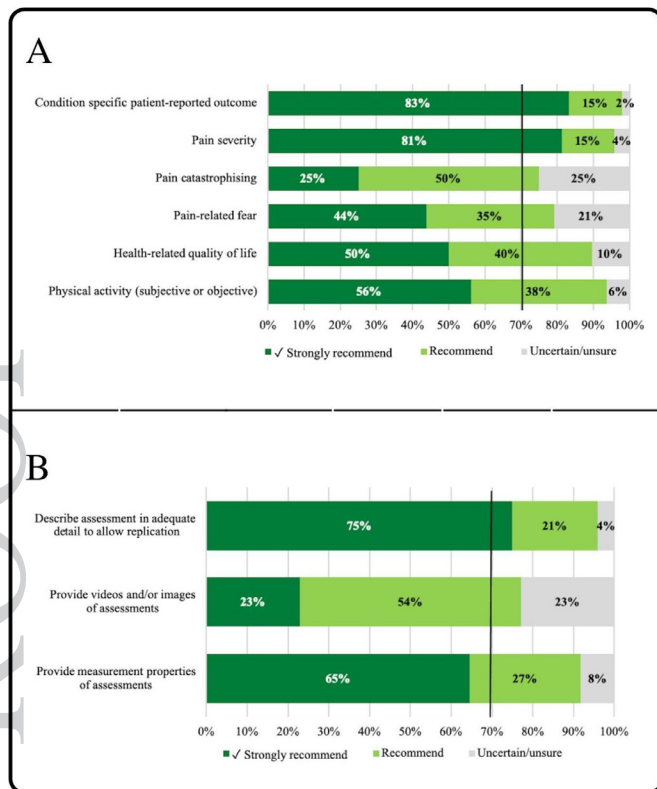 A
Condition specific patient-reported outcome 83% 15% 2%
Pain severity 81% 15% 4%
Pain catastrophising 25% 50% 25%
Pain-related fear 44% 35% 21%
Health-related quality of life 50% 40% 10%
Physical activity (subjective or objective) 56% 38% 6%
0% 10% 20% 30% 40% 50% 60% 70% 80% 90% 100%
✓ Strongly recommend Recommend Uncertain/unsure
B
Describe assessment in adequate
detail to allow replication 75% 21% 4%
Provide videos and/or images
of assessments 23% 54% 23%
Provide measurement properties
of assessments 65% 27% 8%
0% 10% 20% 30% 40% 50% 60% 70% 80% 90% 100%
✓ Strongly recommend Recommend Uncertain/unsure